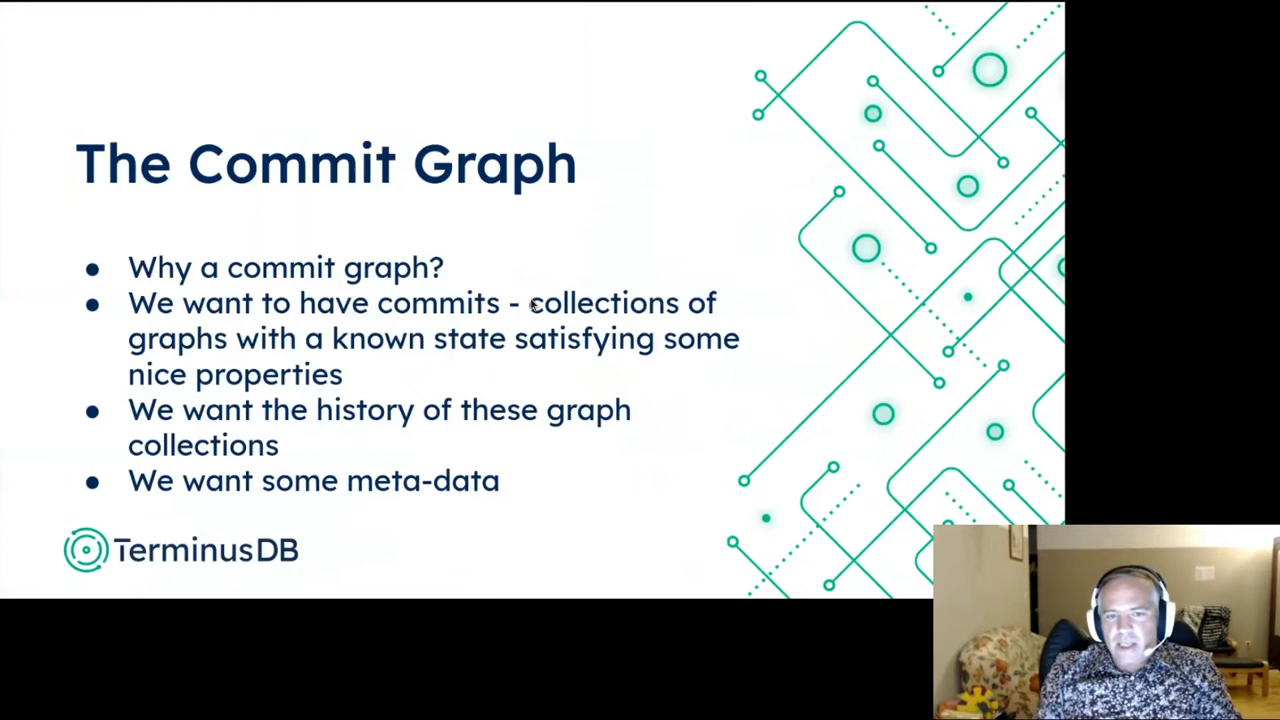 The Commit Graph
● Why a commit graph?
● We want to have commits - collections of
graphs with a known state satisfying some
nice properties
● We want the history of these graph
collections
● We want some meta-data
TerminusDB